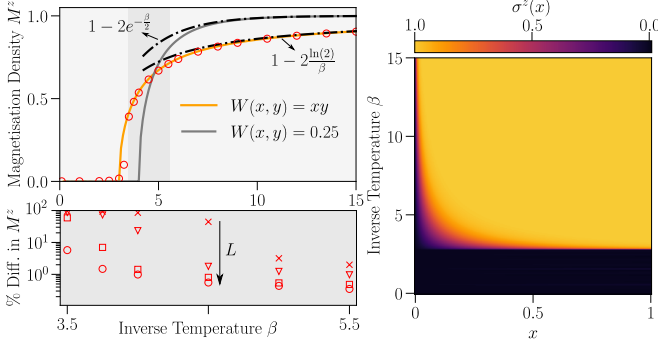 Magnetisation Density M^z
1.0
0.5
0.0
1 − 2e^{−β/2}
1 − 2 ln(2)/β
W(x, y) = xy
W(x, y) = 0.25
0
5
10
15
% Diff. in M^z
10^2
10^1
10^0
L
3.5
5.5
Inverse Temperature β
σ^z(x)
1.0
0.5
0.0
Inverse Temperature β
15
10
5
0
0
0.5
1
x